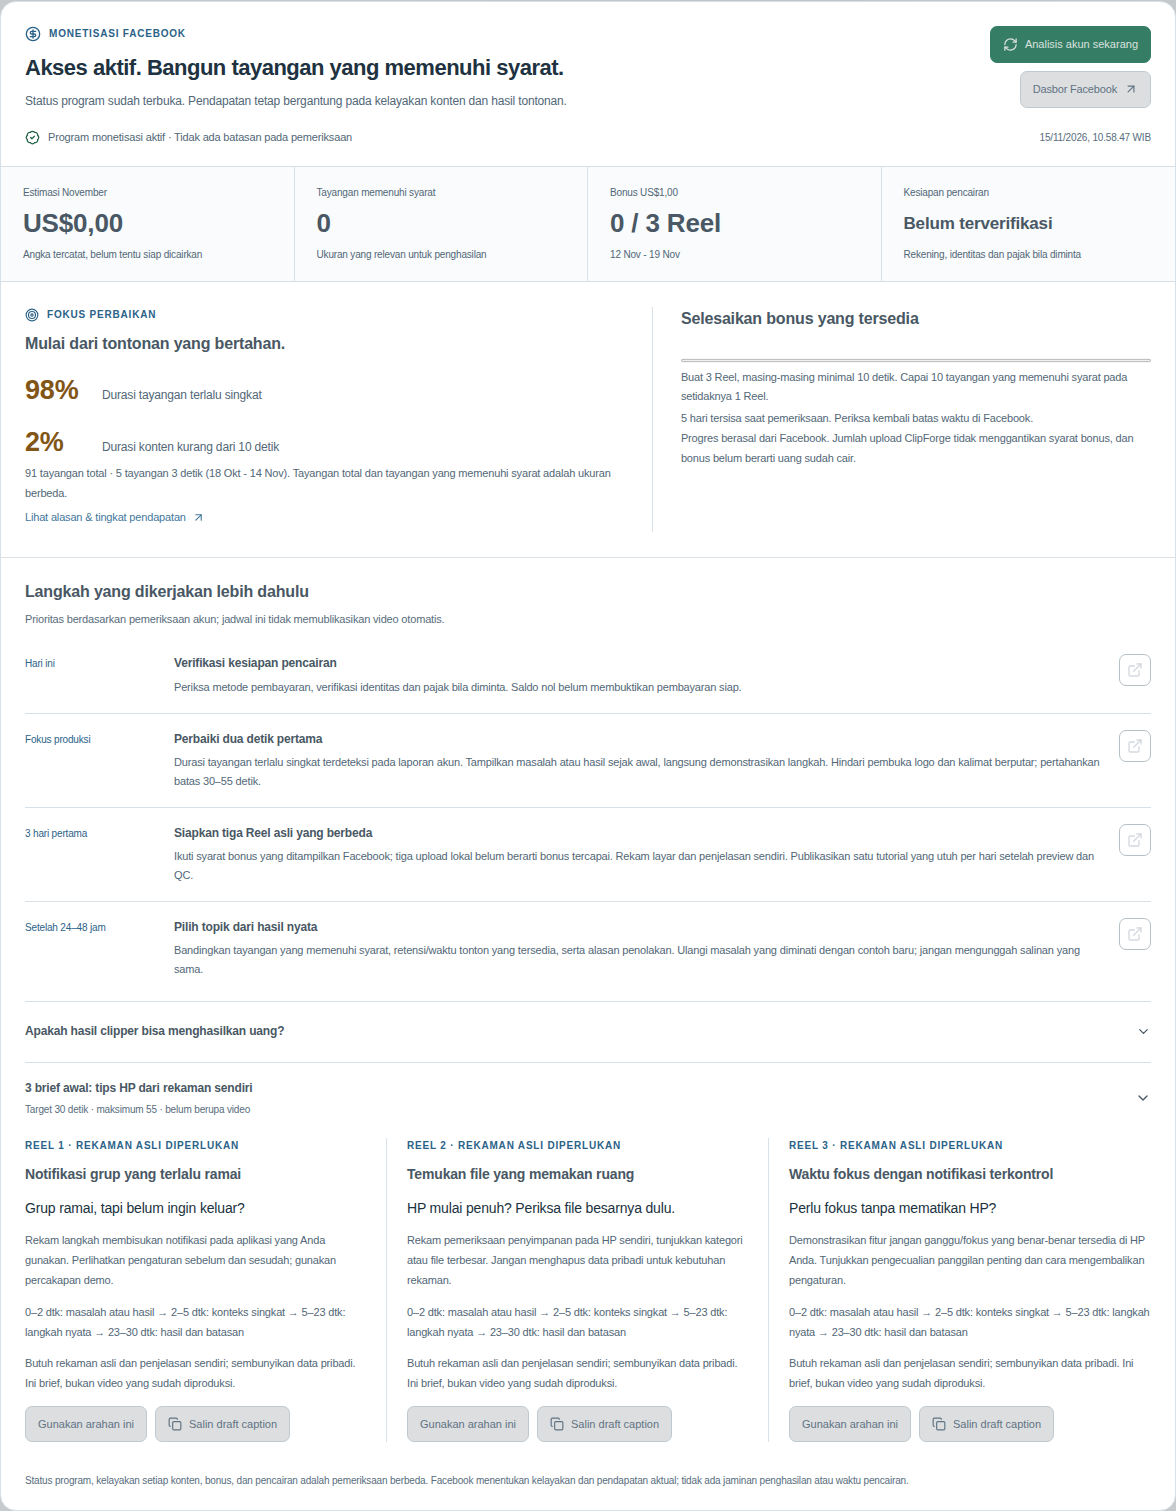 MONETISASI FACEBOOK
Akses aktif. Bangun tayangan yang memenuhi syarat.
Status program sudah terbuka. Pendapatan tetap bergantung pada kelayakan konten dan hasil tontonan.
Analisis akun sekarang
Dasbor Facebook
Program monetisasi aktif · Tidak ada batasan pada pemeriksaan
15/11/2026, 10.58.47 WIB
Estimasi November
US$0,00
Angka tercatat, belum tentu siap dicairkan
Tayangan memenuhi syarat
0
Ukuran yang relevan untuk penghasilan
Bonus US$1,00
0 / 3 Reel
12 Nov - 19 Nov
Kesiapan pencairan
Belum terverifikasi
Rekening, identitas dan pajak bila diminta
FOKUS PERBAIKAN
Mulai dari tontonan yang bertahan.
98% Durasi tayangan terlalu singkat
2% Durasi konten kurang dari 10 detik
91 tayangan total · 5 tayangan 3 detik (18 Okt - 14 Nov). Tayangan total dan tayangan yang memenuhi syarat adalah ukuran
berbeda.
Lihat alasan & tingkat pendapatan
Selesaikan bonus yang tersedia
Buat 3 Reel, masing-masing minimal 10 detik. Capai 10 tayangan yang memenuhi syarat pada
setidaknya 1 Reel.
5 hari tersisa saat pemeriksaan. Periksa kembali batas waktu di Facebook.
Progres berasal dari Facebook. Jumlah upload ClipForge tidak menggantikan syarat bonus, dan
bonus belum berarti uang sudah cair.
Langkah yang dikerjakan lebih dahulu
Prioritas berdasarkan pemeriksaan akun; jadwal ini tidak memublikasikan video otomatis.
Hari ini
Verifikasi kesiapan pencairan
Periksa metode pembayaran, verifikasi identitas dan pajak bila diminta. Saldo nol belum membuktikan pembayaran siap.
Fokus produksi
Perbaiki dua detik pertama
Durasi tayangan terlalu singkat terdeteksi pada laporan akun. Tampilkan masalah atau hasil sejak awal, langsung demonstrasikan langkah. Hindari pembuka logo dan kalimat berputar; pertahankan
batas 30–55 detik.
3 hari pertama
Siapkan tiga Reel asli yang berbeda
Ikuti syarat bonus yang ditampilkan Facebook; tiga upload lokal belum berarti bonus tercapai. Rekam layar dan penjelasan sendiri. Publikasikan satu tutorial yang utuh per hari setelah preview dan
QC.
Setelah 24–48 jam
Pilih topik dari hasil nyata
Bandingkan tayangan yang memenuhi syarat, retensi/waktu tonton yang tersedia, serta alasan penolakan. Ulangi masalah yang diminati dengan contoh baru; jangan mengunggah salinan yang
sama.
Apakah hasil clipper bisa menghasilkan uang?
3 brief awal: tips HP dari rekaman sendiri
Target 30 detik · maksimum 55 · belum berupa video
REEL 1 · REKAMAN ASLI DIPERLUKAN
Notifikasi grup yang terlalu ramai
Grup ramai, tapi belum ingin keluar?
Rekam langkah membisukan notifikasi pada aplikasi yang Anda
gunakan. Perlihatkan pengaturan sebelum dan sesudah; gunakan
percakapan demo.
0–2 dtk: masalah atau hasil → 2–5 dtk: konteks singkat → 5–23 dtk:
langkah nyata → 23–30 dtk: hasil dan batasan
Butuh rekaman asli dan penjelasan sendiri; sembunyikan data pribadi.
Ini brief, bukan video yang sudah diproduksi.
Gunakan arahan ini
Salin draft caption
REEL 2 · REKAMAN ASLI DIPERLUKAN
Temukan file yang memakan ruang
HP mulai penuh? Periksa file besarnya dulu.
Rekam pemeriksaan penyimpanan pada HP sendiri, tunjukkan kategori
atau file terbesar. Jangan menghapus data pribadi untuk kebutuhan
rekaman.
0–2 dtk: masalah atau hasil → 2–5 dtk: konteks singkat → 5–23 dtk:
langkah nyata → 23–30 dtk: hasil dan batasan
Butuh rekaman asli dan penjelasan sendiri; sembunyikan data pribadi.
Ini brief, bukan video yang sudah diproduksi.
Gunakan arahan ini
Salin draft caption
REEL 3 · REKAMAN ASLI DIPERLUKAN
Waktu fokus dengan notifikasi terkontrol
Perlu fokus tanpa mematikan HP?
Demonstrasikan fitur jangan ganggu/fokus yang benar-benar tersedia di HP
Anda. Tunjukkan pengecualian panggilan penting dan cara mengembalikan
pengaturan.
0–2 dtk: masalah atau hasil → 2–5 dtk: konteks singkat → 5–23 dtk: langkah
nyata → 23–30 dtk: hasil dan batasan
Butuh rekaman asli dan penjelasan sendiri; sembunyikan data pribadi. Ini
brief, bukan video yang sudah diproduksi.
Gunakan arahan ini
Salin draft caption
Status program, kelayakan setiap konten, bonus, dan pencairan adalah pemeriksaan berbeda. Facebook menentukan kelayakan dan pendapatan aktual; tidak ada jaminan penghasilan atau waktu pencairan.